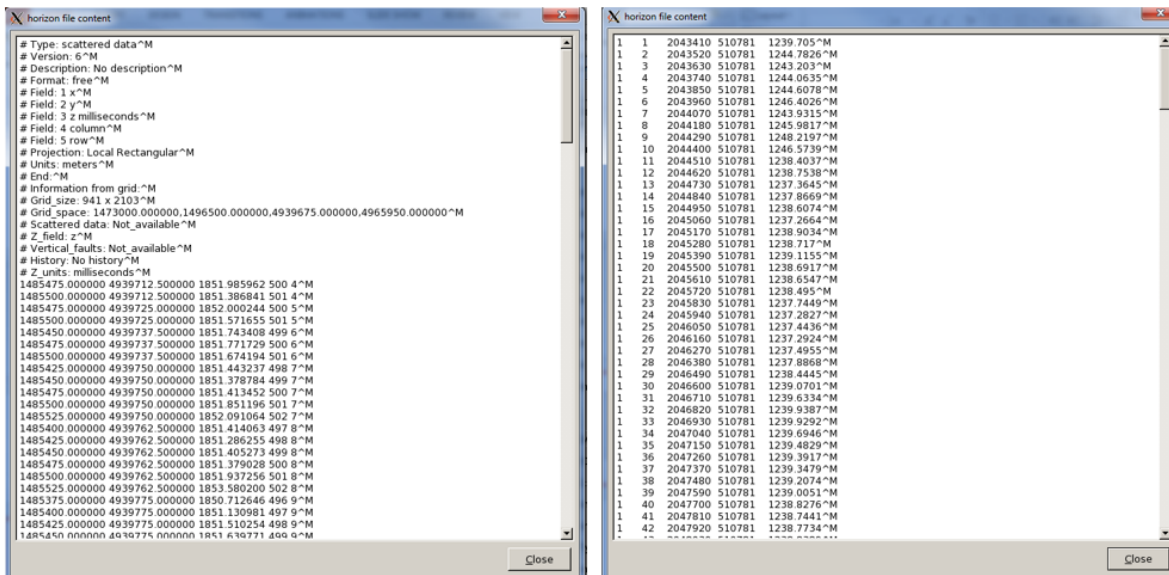 horizon file content
# Type: scattered data^M
# Version: 6^M
# Description: No description^M
# Format: free^M
# Field: 1 x^M
# Field: 2 y^M
# Field: 3 z milliseconds^M
# Field: 4 column^M
# Field: 5 row^M
# Projection: Local Rectangular^M
# Units: meters^M
# End:^M
# Information from grid:^M
# Grid_size: 941 x 2103^M
# Grid_space: 1473000.000000,1496500.000000,4939675.000000,4965950.000000^M
# Scattered data: Not_available^M
# Z_field: z^M
# Vertical_faults: Not_available^M
# History: No history^M
# Z_units: milliseconds^M
1485475.000000 4939712.500000 1851.985962 500 4^M
1485500.000000 4939712.500000 1851.386841 501 4^M
1485475.000000 4939725.000000 1852.000244 500 5^M
1485500.000000 4939725.000000 1851.571655 501 5^M
1485450.000000 4939737.500000 1851.743408 499 6^M
1485475.000000 4939737.500000 1851.771729 500 6^M
1485500.000000 4939737.500000 1851.674194 501 6^M
1485425.000000 4939750.000000 1851.443237 498 7^M
1485450.000000 4939750.000000 1851.378784 499 7^M
1485475.000000 4939750.000000 1851.413452 500 7^M
1485500.000000 4939750.000000 1851.851196 501 7^M
1485525.000000 4939750.000000 1852.091064 502 7^M
1485400.000000 4939762.500000 1851.414063 497 8^M
1485425.000000 4939762.500000 1851.286255 498 8^M
1485450.000000 4939762.500000 1851.405273 499 8^M
1485475.000000 4939762.500000 1851.379028 500 8^M
1485500.000000 4939762.500000 1851.937256 501 8^M
1485525.000000 4939762.500000 1853.580200 502 8^M
1485375.000000 4939775.000000 1850.712646 496 9^M
1485400.000000 4939775.000000 1851.130981 497 9^M
1485425.000000 4939775.000000 1851.510254 498 9^M
1485450.000000 4939775.000000 1851.639771 499 9^M
Close
horizon file content
1 1 2043410 510781 1239.705^M
1 2 2043520 510781 1244.7826^M
1 3 2043630 510781 1243.203^M
1 4 2043740 510781 1244.0635^M
1 5 2043850 510781 1244.6078^M
1 6 2043960 510781 1246.4026^M
1 7 2044070 510781 1243.9315^M
1 8 2044180 510781 1245.9817^M
1 9 2044290 510781 1248.2197^M
1 10 2044400 510781 1246.5739^M
1 11 2044510 510781 1238.4037^M
1 12 2044620 510781 1238.7538^M
1 13 2044730 510781 1237.3645^M
1 14 2044840 510781 1237.8669^M
1 15 2044950 510781 1238.6074^M
1 16 2045060 510781 1237.2664^M
1 17 2045170 510781 1238.9034^M
1 18 2045280 510781 1238.717^M
1 19 2045390 510781 1239.1155^M
1 20 2045500 510781 1238.6917^M
1 21 2045610 510781 1238.6547^M
1 22 2045720 510781 1238.495^M
1 23 2045830 510781 1237.7449^M
1 24 2045940 510781 1237.2827^M
1 25 2046050 510781 1237.4436^M
1 26 2046160 510781 1237.2924^M
1 27 2046270 510781 1237.4955^M
1 28 2046380 510781 1237.8868^M
1 29 2046490 510781 1238.4445^M
1 30 2046600 510781 1239.0701^M
1 31 2046710 510781 1239.6334^M
1 32 2046820 510781 1239.9387^M
1 33 2046930 510781 1239.9292^M
1 34 2047040 510781 1239.6946^M
1 35 2047150 510781 1239.4829^M
1 36 2047260 510781 1239.3917^M
1 37 2047370 510781 1239.3479^M
1 38 2047480 510781 1239.2074^M
1 39 2047590 510781 1239.0051^M
1 40 2047700 510781 1238.8276^M
1 41 2047810 510781 1238.7441^M
1 42 2047920 510781 1238.7734^M
Close